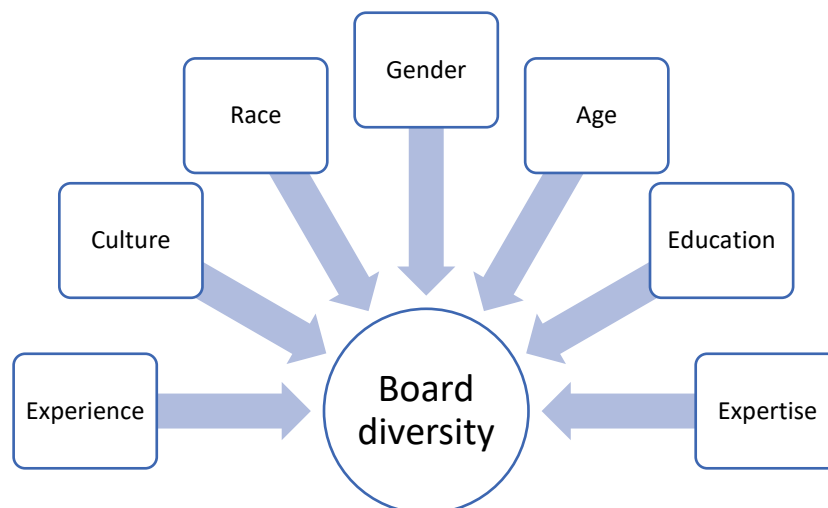 Gender
Race
Age
Culture
Education
Experience
Board
diversity
Expertise